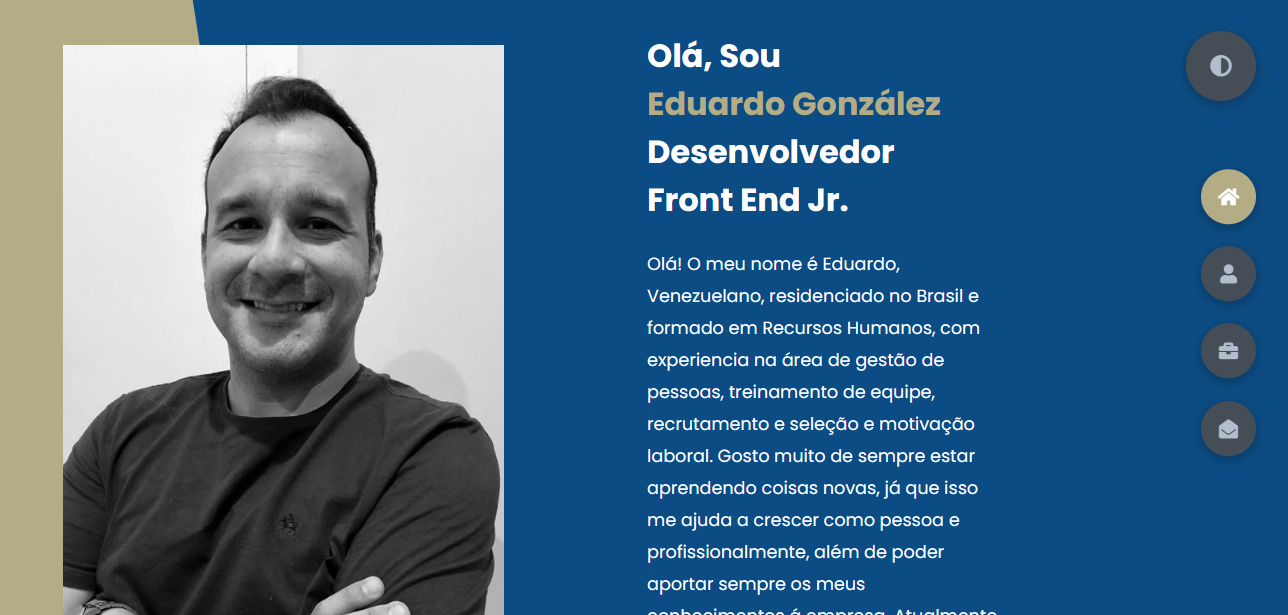 Olá, Sou
Eduardo González
Desenvolvedor
Front End Jr.
Olá! O meu nome é Eduardo,
Venezuelano, residenciado no Brasil e
formado em Recursos Humanos, com
experiencia na área de gestão de
pessoas, treinamento de equipe,
recrutamento e seleção e motivação
laboral. Gosto muito de sempre estar
aprendendo coisas novas, já que isso
me ajuda a crescer como pessoa e
profissionalmente, além de poder
aportar sempre os meus
conhecimentos á empresa. Atualmente